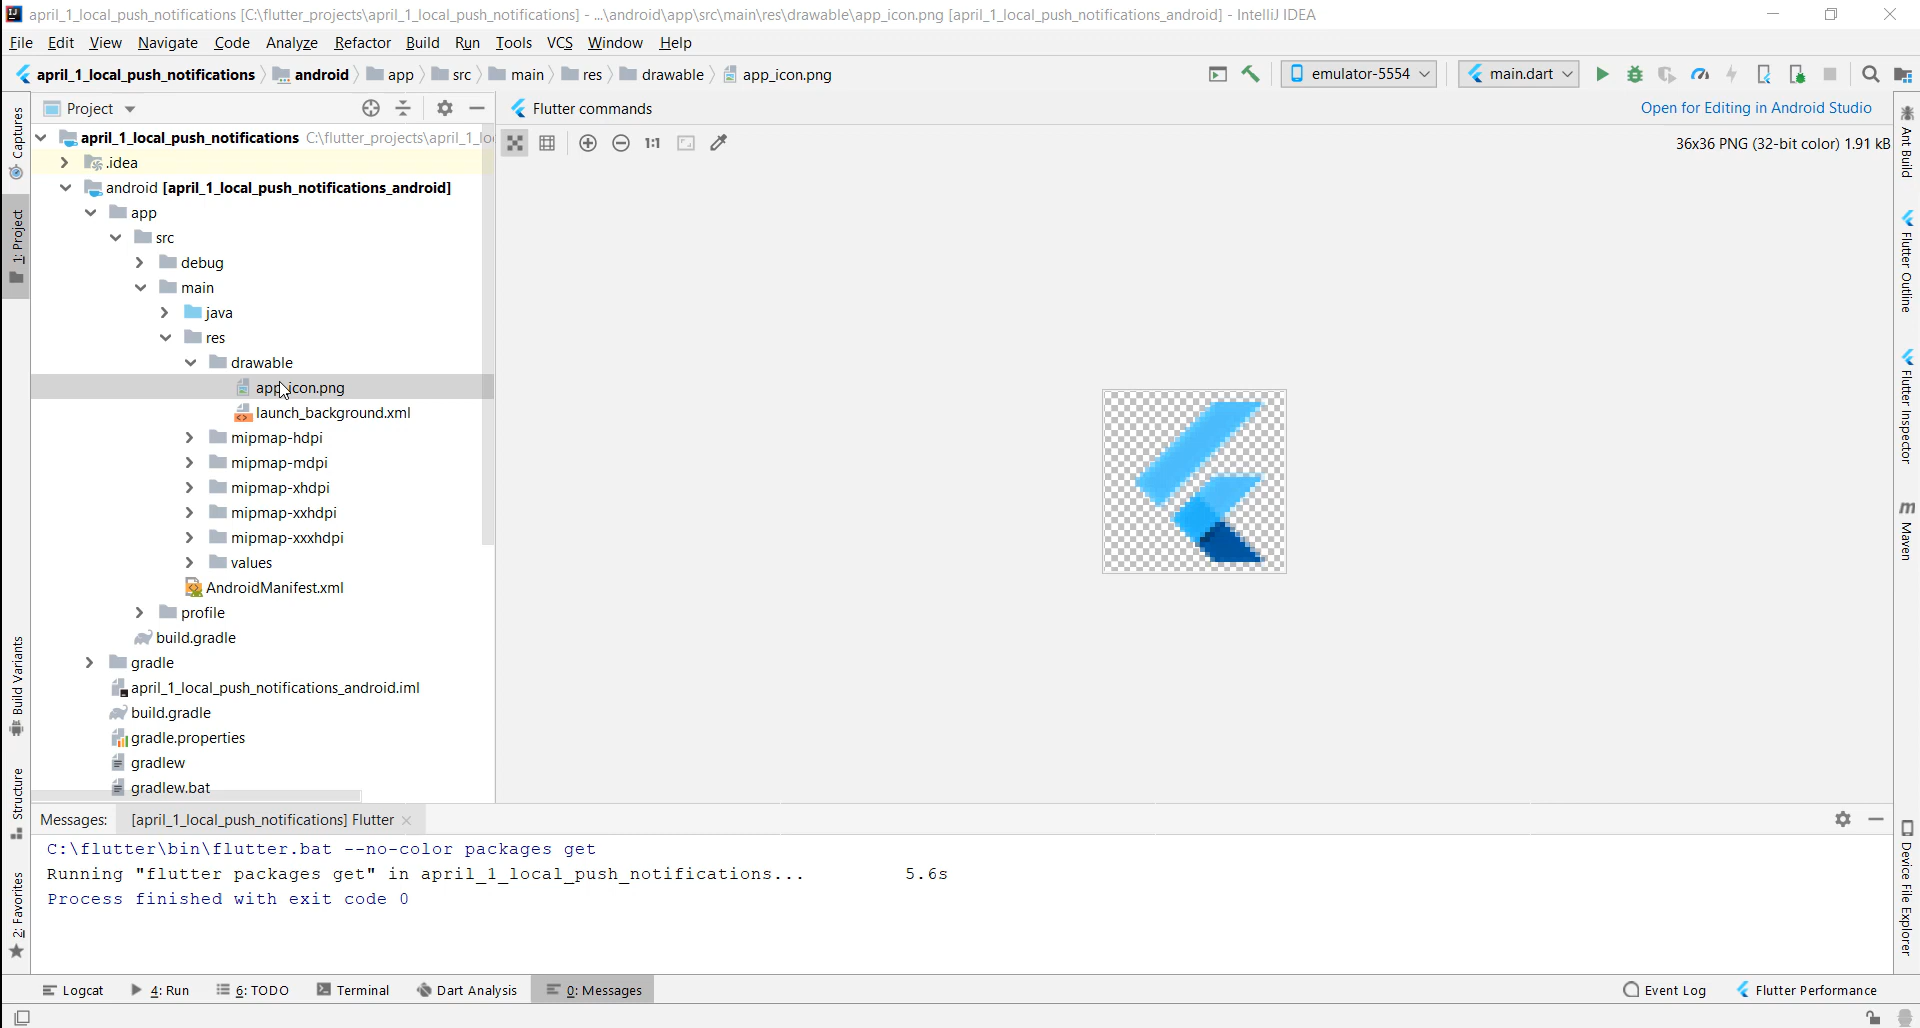 april_1_local_push_notifications [C:\flutter_projects\april_1_local_push_notifications] - ...\android\app\src\main\res\drawable\app_icon.png [april_1_local_push_notifications_android] - IntelliJ IDEA
File Edit View Navigate Code Analyze Refactor Build Run Tools VCS Window Help
april_1_local_push_notifications android app src main res drawable app_icon.png emulator-5554 main.dart
Project
Flutter commands Open for Editing in Android Studio
1:1 36x36 PNG (32-bit color) 1.91 kB
april_1_local_push_notifications C:\flutter_projects\april_1_lo
.idea
android [april_1_local_push_notifications_android]
app
src
debug
main
java
res
drawable
app_icon.png
launch_background.xml
mipmap-hdpi
mipmap-mdpi
mipmap-xhdpi
mipmap-xxhdpi
mipmap-xxxhdpi
values
AndroidManifest.xml
profile
build.gradle
gradle
april_1_local_push_notifications_android.iml
build.gradle
gradle.properties
gradlew
gradlew.bat
Captures
1: Project
Build Variants
Structure
2: Favorites
Ant Build
Flutter Outline
Flutter Inspector
m Maven
Device File Explorer
Messages: [april_1_local_push_notifications] Flutter
C:\flutter\bin\flutter.bat --no-color packages get
Running "flutter packages get" in april_1_local_push_notifications... 5.6s
Process finished with exit code 0
Logcat 4: Run 6: TODO Terminal Dart Analysis 0: Messages Event Log Flutter Performance